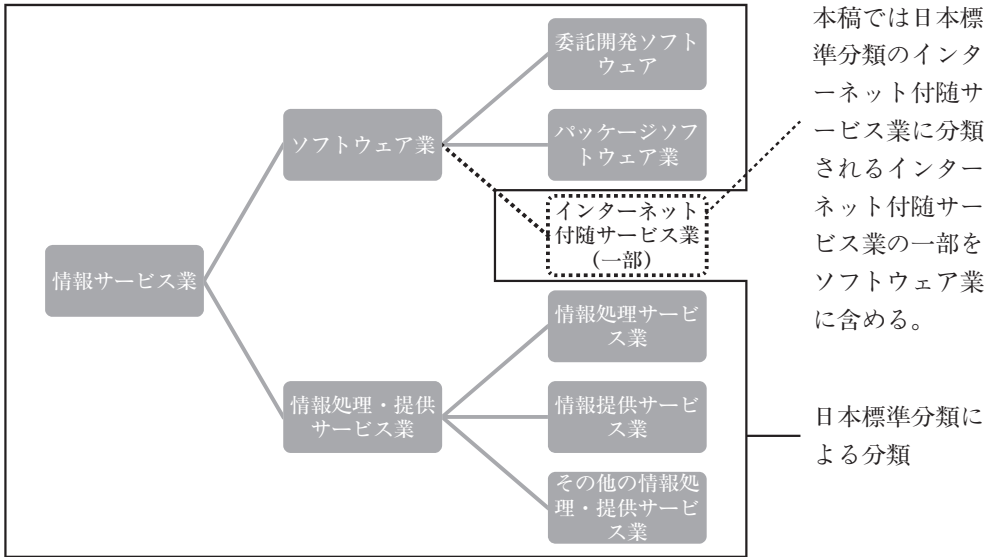 委託開発ソフト
ウェア
ソフトウェア業
パッケージソフ
トウェア業
インターネット
付随サービス業
(一部)
情報サービス業
情報処理サービ
ス業
情報処理・提供
サービス業
情報提供サービ
ス業
その他の情報処
理・提供サービ
ス業
本稿では日本標
準分類のインタ
ーネット付随サ
ービス業に分類
されるインター
ネット付随サー
ビス業の一部を
ソフトウェア業
に含める。
日本標準分類に
よる分類